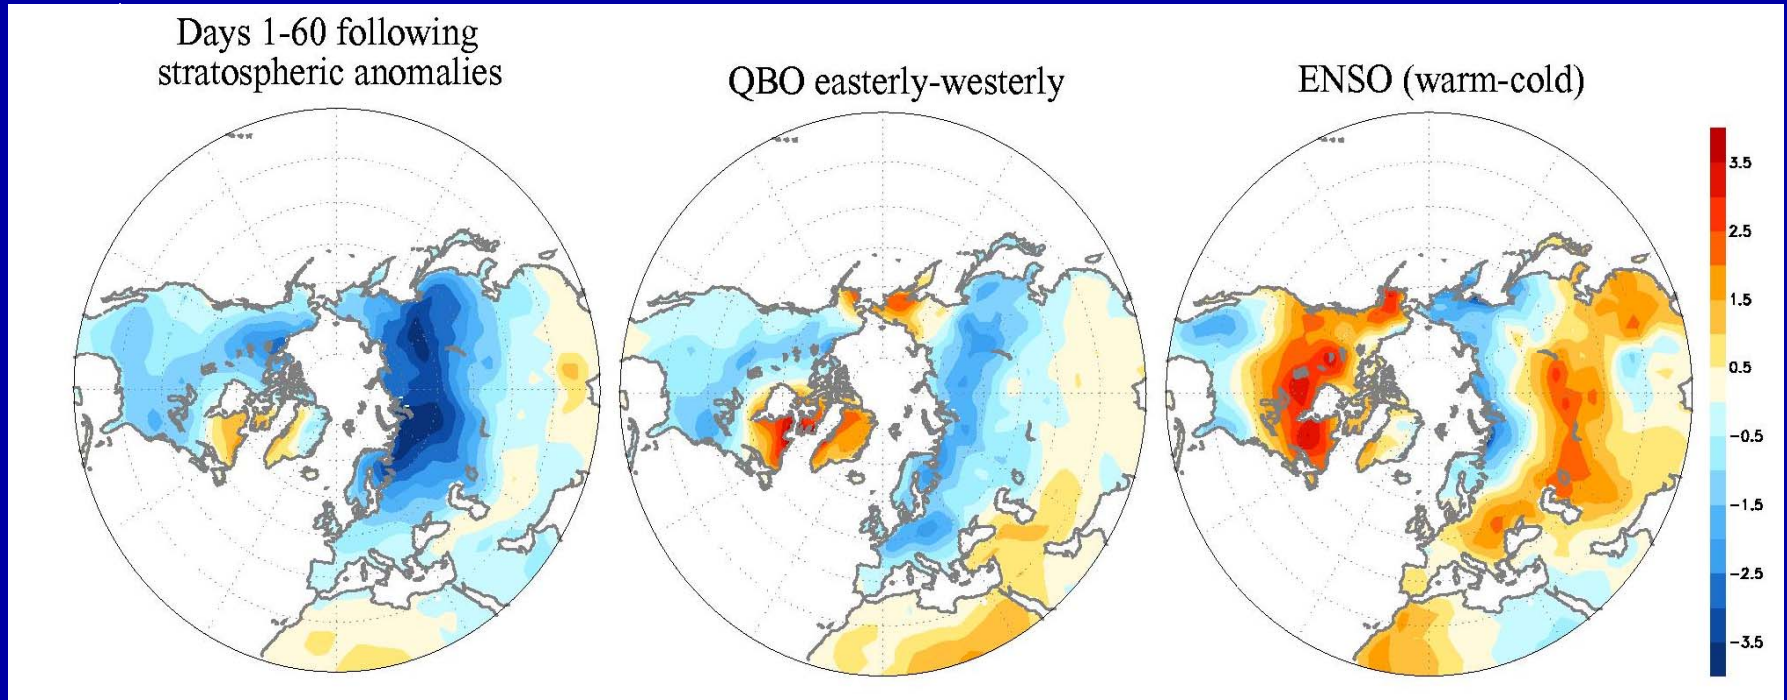 Days 1-60 following
stratospheric anomalies
QBO easterly-westerly
ENSO (warm-cold)
3.5
2.5
1.5
0.5
−0.5
−1.5
−2.5
−3.5